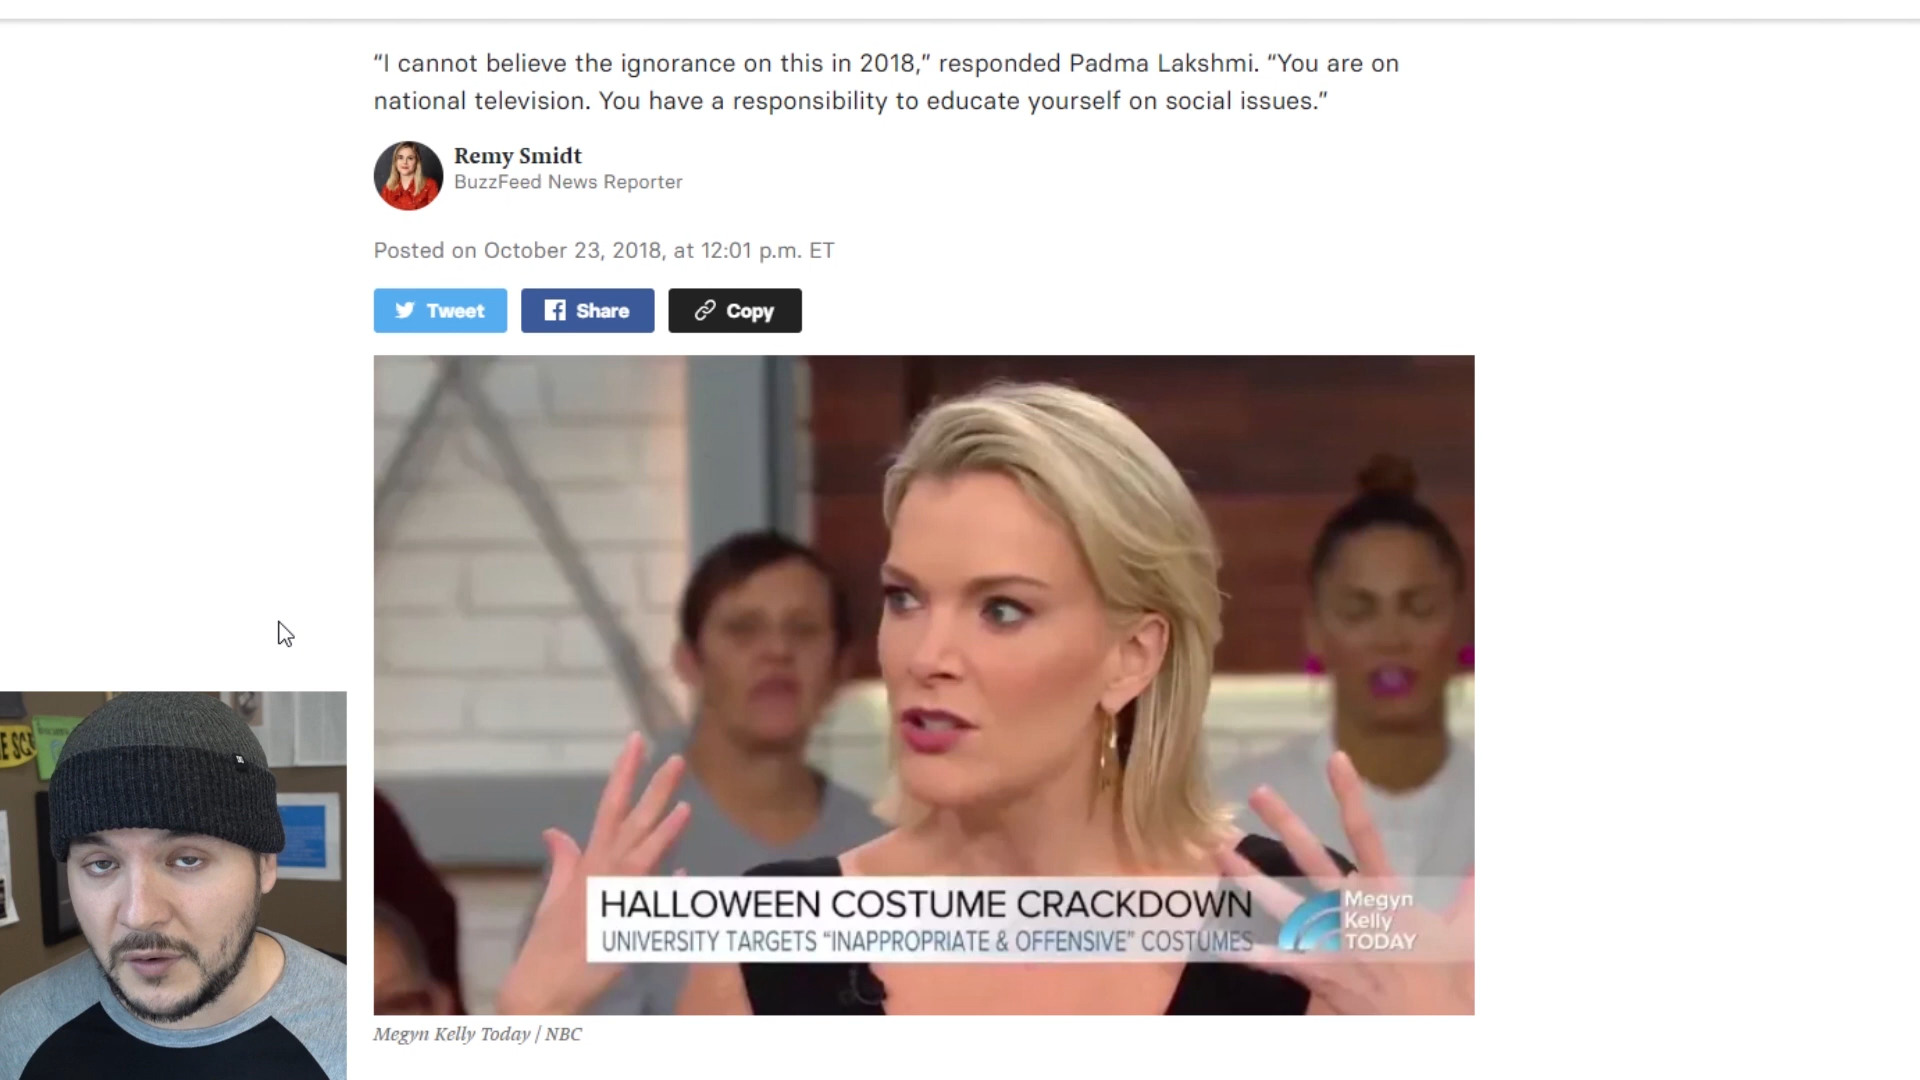 “I cannot believe the ignorance on this in 2018,” responded Padma Lakshmi. “You are on
national television. You have a responsibility to educate yourself on social issues.”
Remy Smidt
BuzzFeed News Reporter
Posted on October 23, 2018, at 12:01 p.m. ET
Tweet
Share
Copy
HALLOWEEN COSTUME CRACKDOWN
UNIVERSITY TARGETS “INAPPROPRIATE & OFFENSIVE” COSTUMES
Megyn
Kelly
TODAY
Megyn Kelly Today / NBC